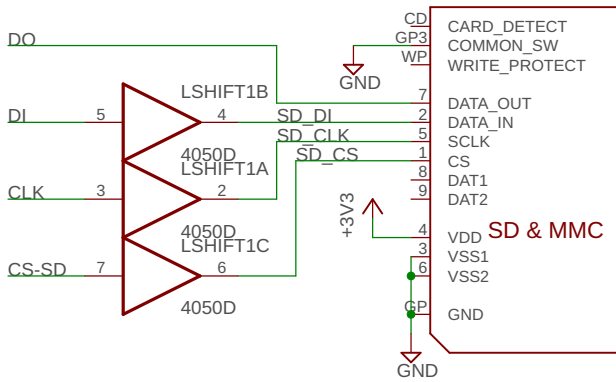 CD CARD_DETECT
DO GP3 COMMON_SW
WP WRITE_PROTECT
GND
LSHIFT1B
7 DATA_OUT
DI 5 4 SD_DI 2 DATA_IN
SD_CLK 5 SCLK
4050D SD_CS 1 CS
LSHIFT1A
8 DAT1
CLK 3 2 9 DAT2
+3V3
4050D 4 VDD SD & MMC
LSHIFT1C 3 VSS1
CS-SD 7 6 6 VSS2
4050D GP GND
GND